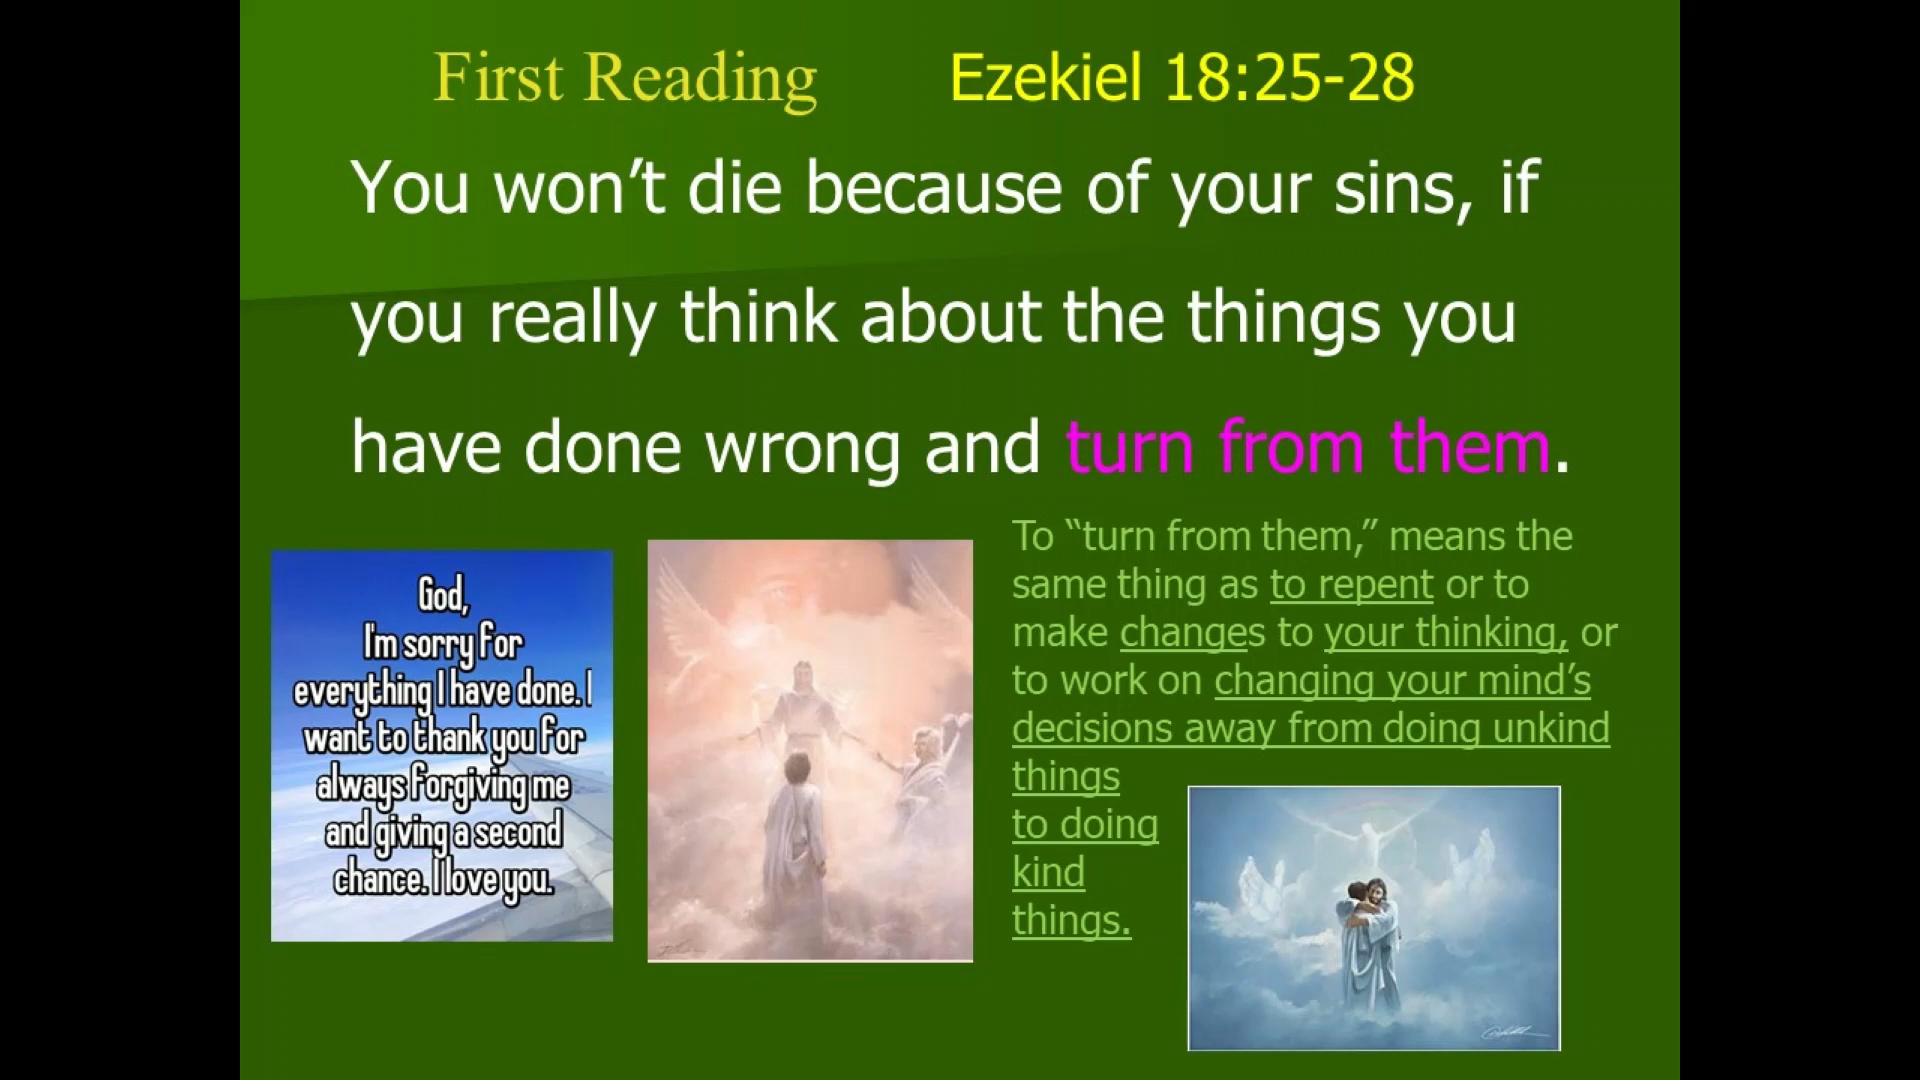 First Reading Ezekiel 18:25-28
You won’t die because of your sins, if
you really think about the things you
have done wrong and turn from them.
God,
I'm sorry for
everything I have done. I
want to thank you for
always forgiving me
and giving a second
chance. I love you.
To “turn from them,” means the
same thing as to repent or to
make changes to your thinking, or
to work on changing your mind’s
decisions away from doing unkind
things
to doing
kind
things.